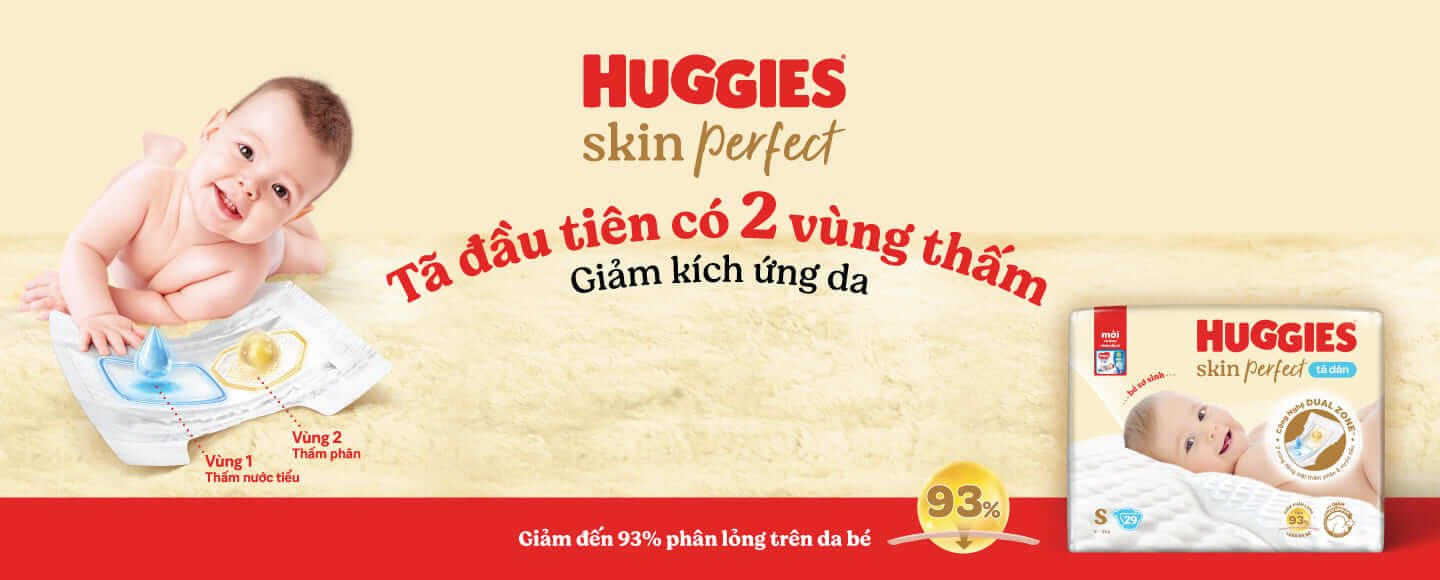 HUGGIES
skin perfect
Tã đầu tiên có 2 vùng thấm
Giảm kích ứng da
Vùng 1
Thấm nước tiểu
Vùng 2
Thấm phân
Giảm đến 93% phân lỏng trên da bé
93%
mới
HUGGIES
skin perfect tã dán
...bé sơ sinh...
Công Nghệ DUAL ZONE
S
29
93%